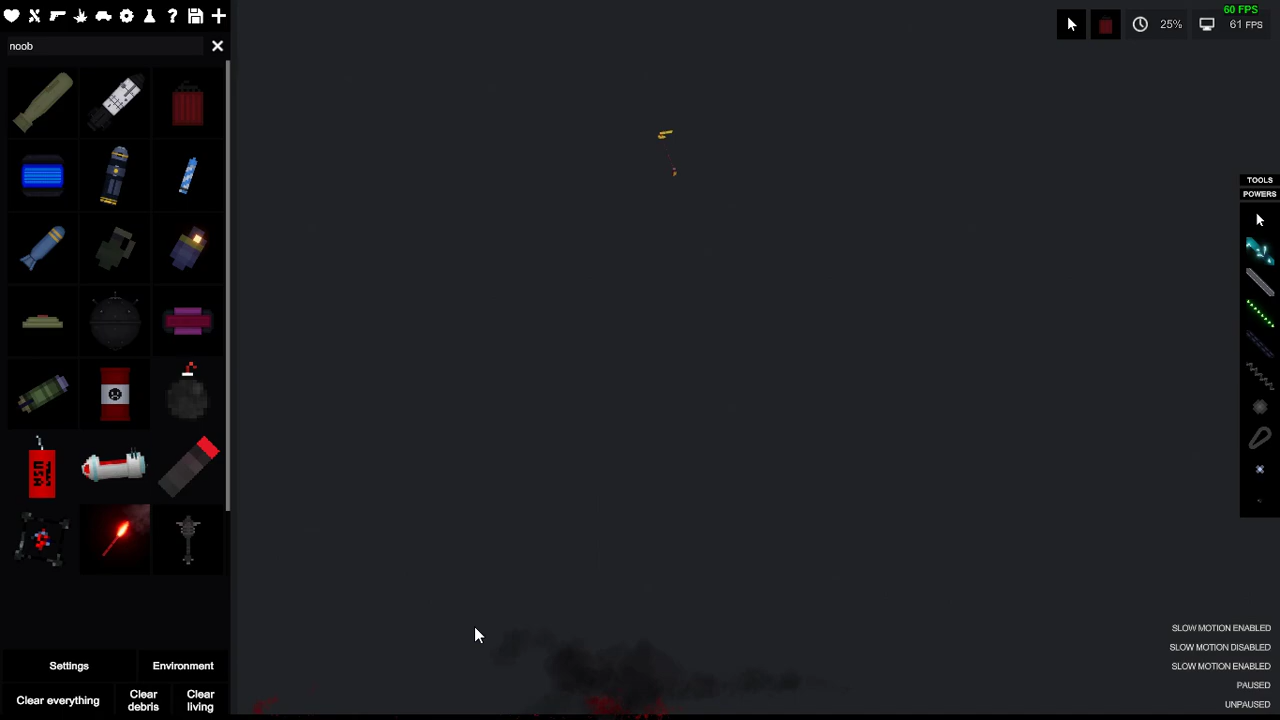 60 FPS
25%
61 FPS
noob
TOOLS
POWERS
Settings
Environment
Clear everything
Clear
debris
Clear
living
SLOW MOTION ENABLED
SLOW MOTION DISABLED
SLOW MOTION ENABLED
PAUSED
UNPAUSED